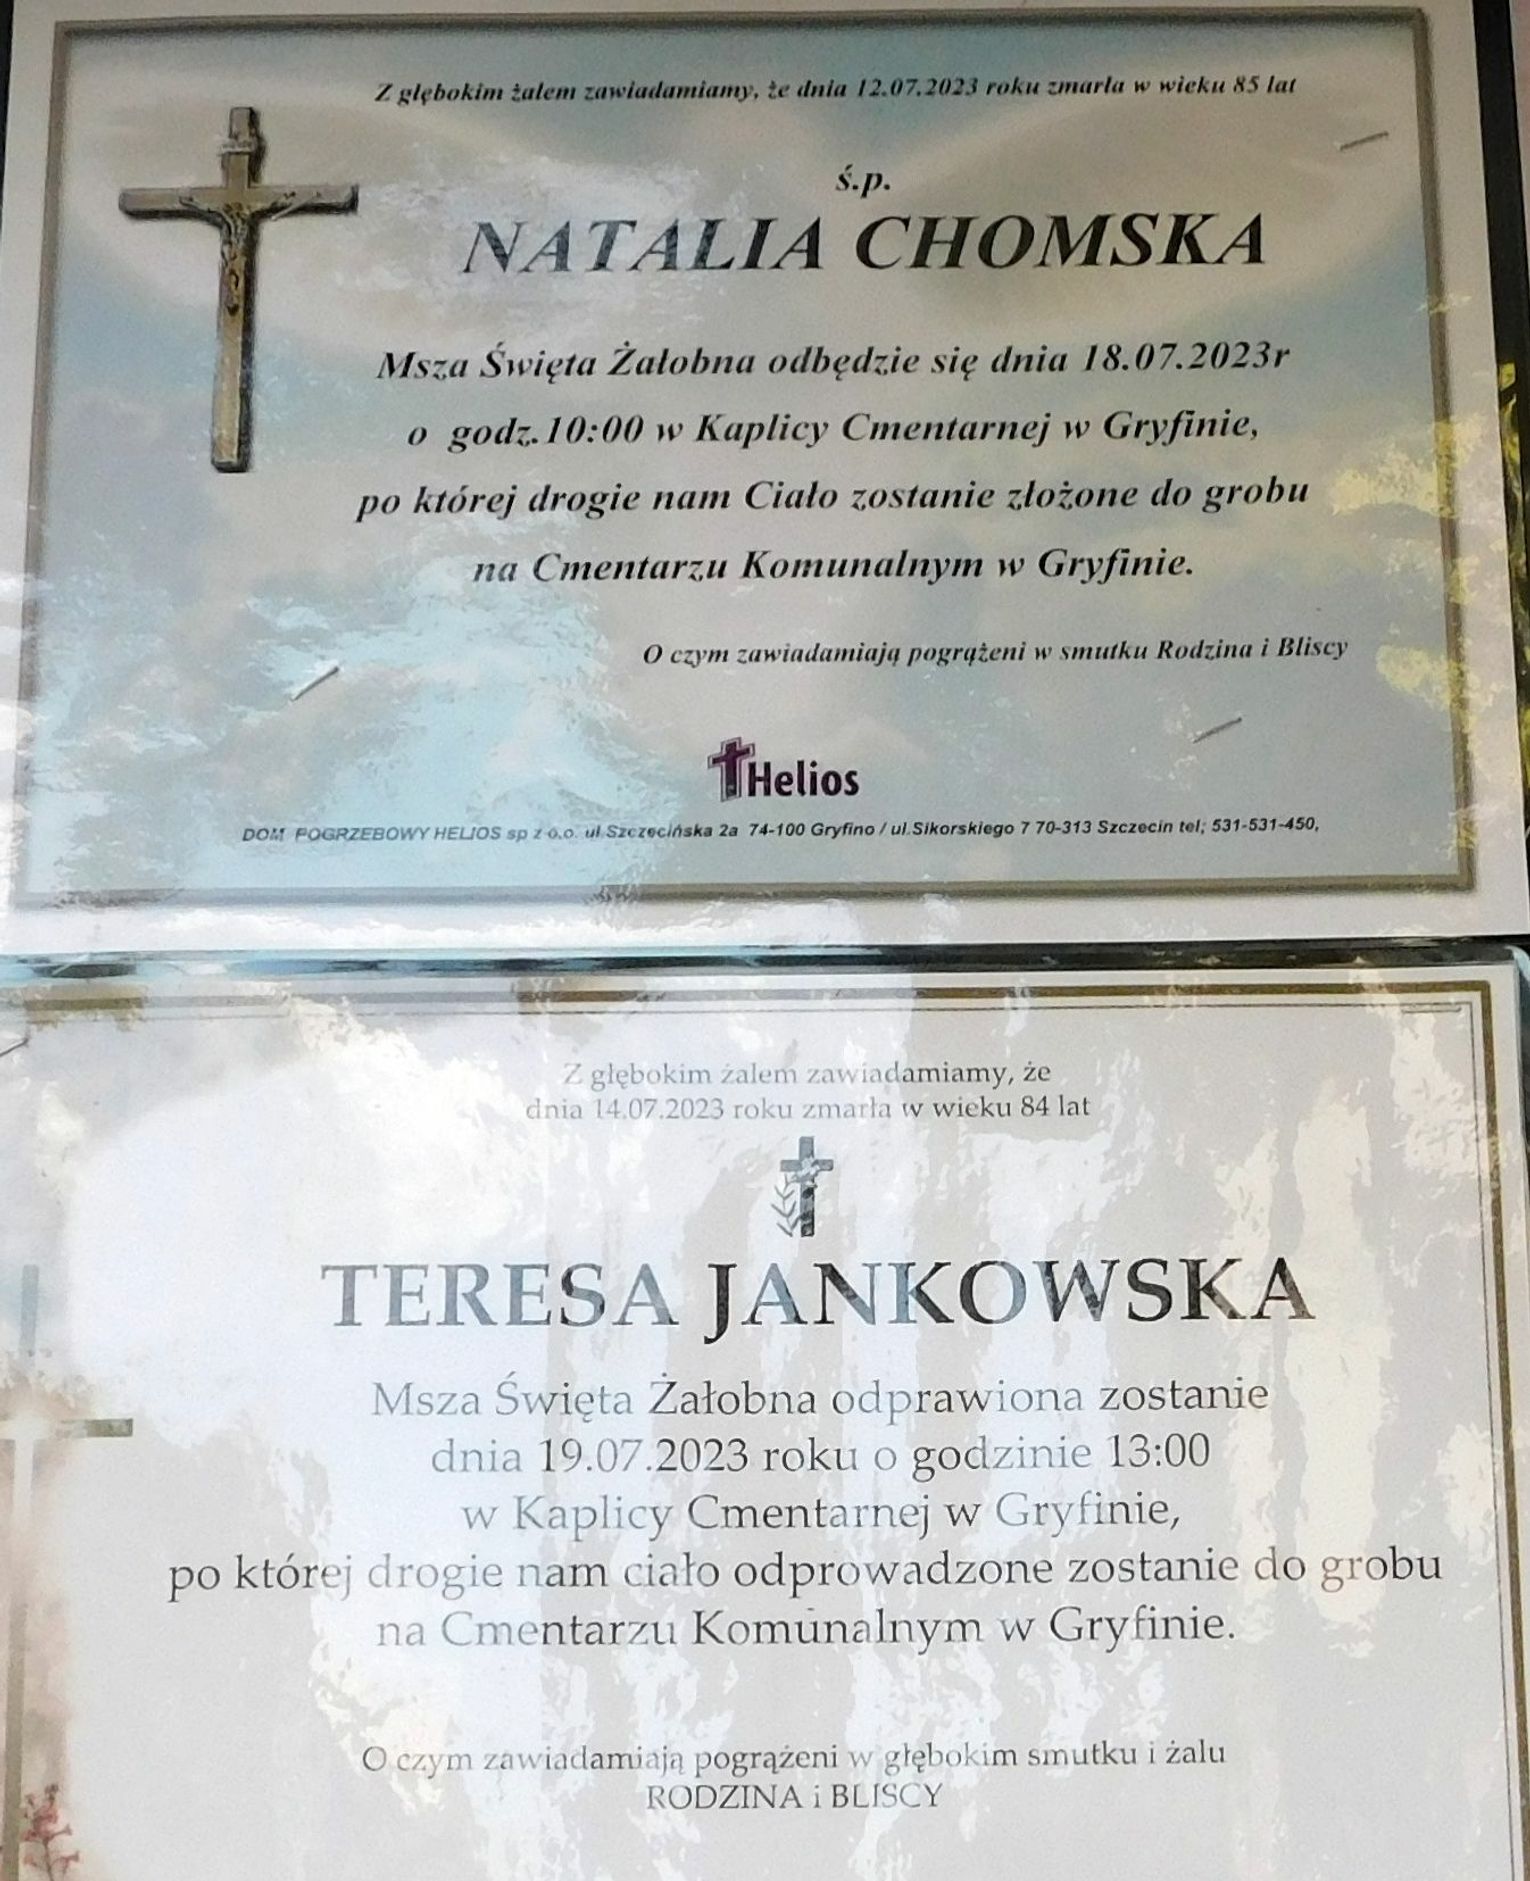 Z głębokim żalem zawiadamiamy, że dnia 12.07.2023 roku zmarła w wieku 85 lat
ś.p.
NATALIA CHOMSKA
Msza Święta Żałobna odbędzie się dnia 18.07.2023r
o godz.10:00 w Kaplicy Cmentarnej w Gryfinie,
po której drogie nam Ciało zostanie złożone do grobu
na Cmentarzu Komunalnym w Gryfinie.
O czym zawiadamiają pogrążeni w smutku Rodzina i Bliscy
Helios
DOM POGRZEBOWY HELIOS sp z o.o. ul Szczecińska 2a 74-100 Gryfino / ul.Sikorskiego 7 70-313 Szczecin tel; 531-531-450,
Z głębokim żalem zawiadamiamy, że
dnia 14.07.2023 roku zmarła w wieku 84 lat
TERESA JANKOWSKA
Msza Święta Żałobna odprawiona zostanie
dnia 19.07.2023 roku o godzinie 13:00
w Kaplicy Cmentarnej w Gryfinie,
po której drogie nam ciało odprowadzone zostanie do grobu
na Cmentarzu Komunalnym w Gryfinie.
O czym zawiadamiają pogrążeni w głębokim smutku i żalu
RODZINA i BLISCY